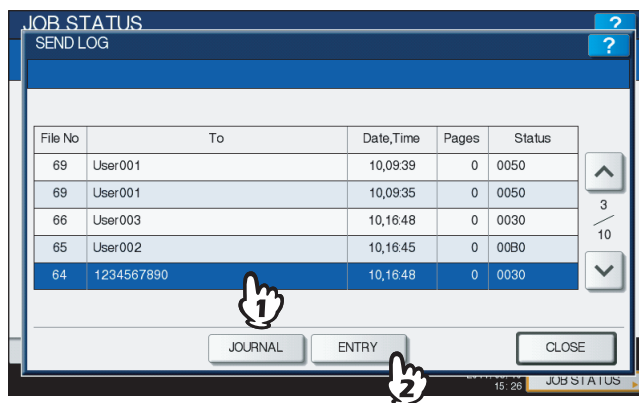 JOB STATUS ?
SEND LOG ?
File No To Date,Time Pages Status
69 User001 10,09:39 0 0050
69 User001 10,09:35 0 0050
66 User003 10,16:48 0 0030
65 User002 10,16:45 0 00B0
64 1234567890 10,16:48 0 0030
3
10
1
JOURNAL ENTRY CLOSE
2
15:26 JOB STATUS